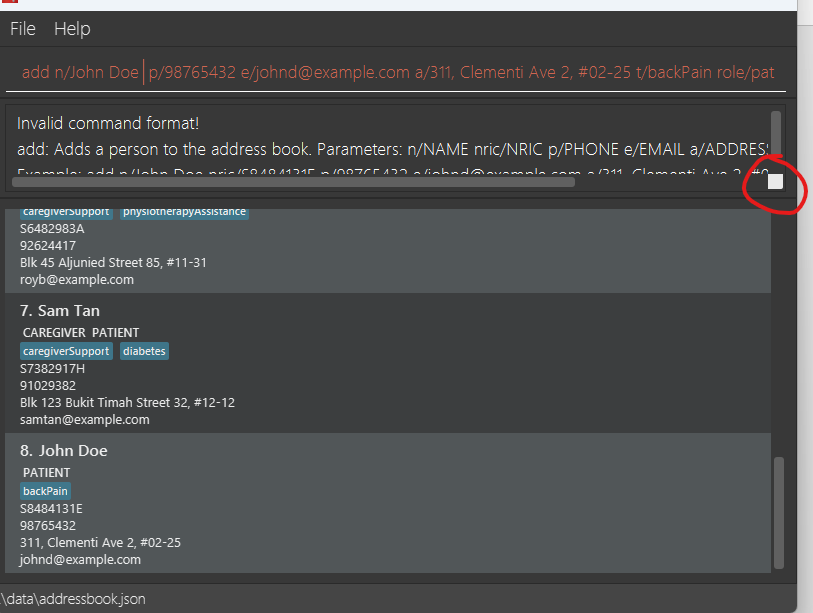 File Help
add n/John Doe p/98765432 e/johnd@example.com a/311, Clementi Ave 2, #02-25 t/backPain role/pat
Invalid command format!
add: Adds a person to the address book. Parameters: n/NAME nric/NRIC p/PHONE e/EMAIL a/ADDRESS
Example: add n/John Doe nric/S8484131E p/98765432 e/johnd@example.com a/311, Clementi Ave 2, #0
caregiverSupport physiotherapyAssistance
S6482983A
92624417
Blk 45 Aljunied Street 85, #11-31
royb@example.com
7. Sam Tan
CAREGIVER PATIENT
caregiverSupport diabetes
S7382917H
91029382
Blk 123 Bukit Timah Street 32, #12-12
samtan@example.com
8. John Doe
PATIENT
backPain
S8484131E
98765432
311, Clementi Ave 2, #02-25
johnd@example.com
\data\addressbook.json